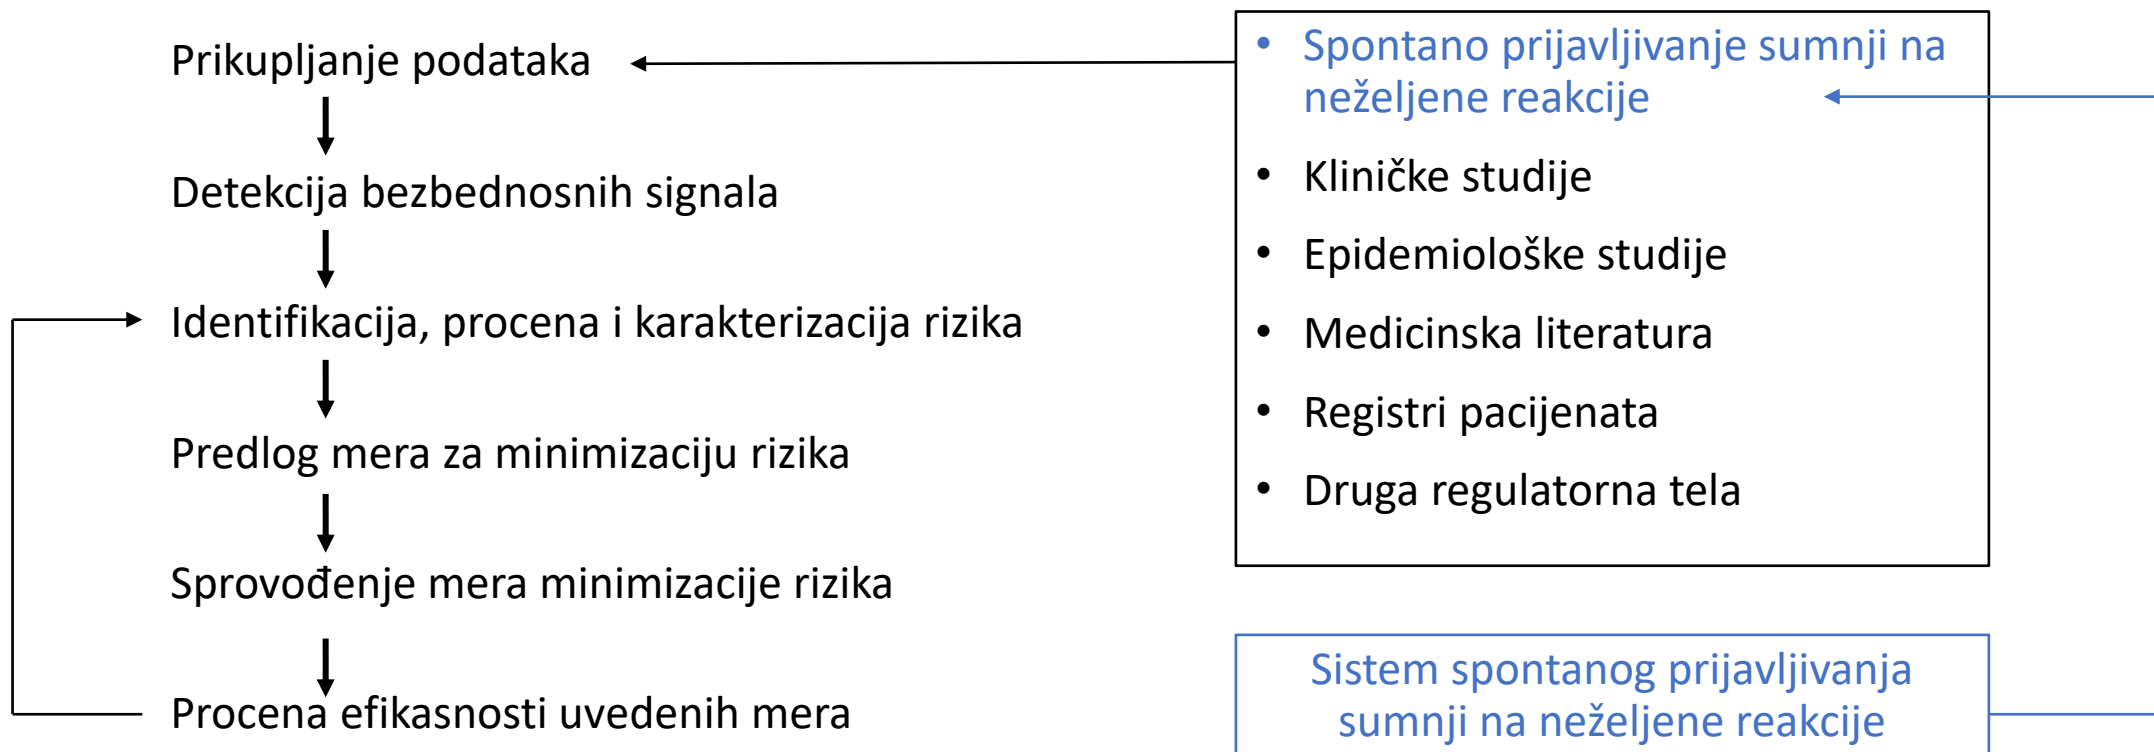 Prikupljanje podataka
Detekcija bezbednosnih signala
Identifikacija, procena i karakterizacija rizika
Predlog mera za minimizaciju rizika
Sprovođenje mera minimizacije rizika
Procena efikasnosti uvedenih mera
• Spontano prijavljivanje sumnji na
neželjene reakcije
• Kliničke studije
• Epidemiološke studije
• Medicinska literatura
• Registri pacijenata
• Druga regulatorna tela
Sistem spontanog prijavljivanja
sumnji na neželjene reakcije